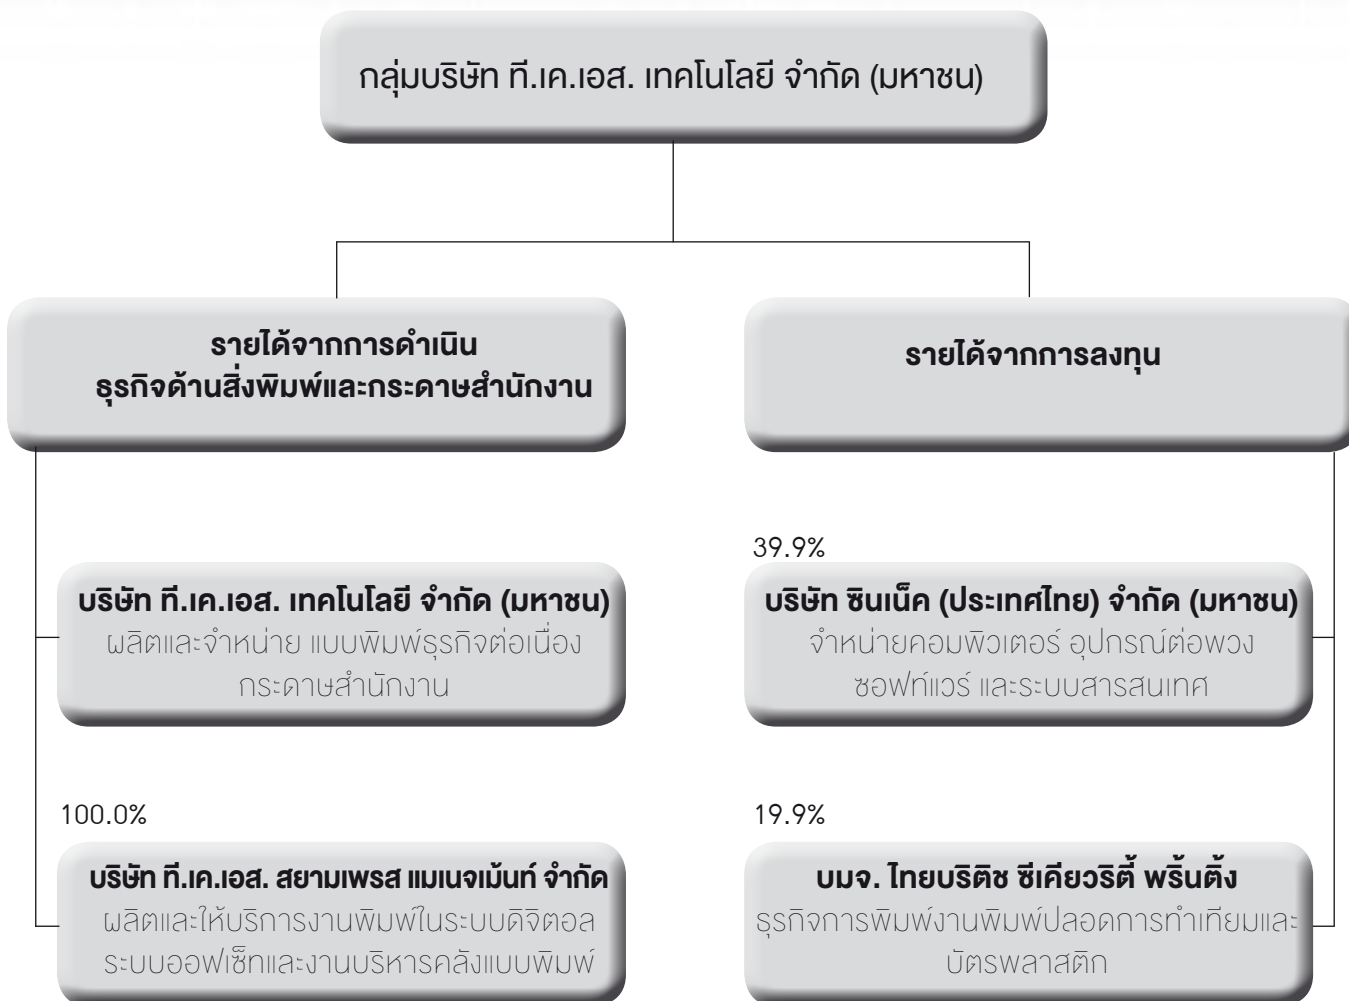 กลุ่มบริษัท ที.เค.เอส. เทคโนโลยี จำกัด (มหาชน)
รายได้จากการดำเนิน
ธุรกิจด้านสิ่งพิมพ์และกระดาษสำนักงาน
รายได้จากการลงทุน
บริษัท ที.เค.เอส. เทคโนโลยี จำกัด (มหาชน)
ผลิตและจำหน่าย แบบพิมพ์ธุรกิจต่อเนื่อง
กระดาษสำนักงาน
39.9%
บริษัท ซินเน็ค (ประเทศไทย) จำกัด (มหาชน)
จำหน่ายคอมพิวเตอร์ อุปกรณ์ต่อพวง
ซอฟท์แวร์ และระบบสารสนเทศ
100.0%
บริษัท ที.เค.เอส. สยามเพรส แมเนจเม้นท์ จำกัด
ผลิตและให้บริการงานพิมพ์ในระบบดิจิตอล
ระบบออฟเซ็ทและงานบริหารคลังแบบพิมพ์
19.9%
บมจ. ไทยบริติช ซีเคียวริตี้ พริ้นติ้ง
ธุรกิจการพิมพ์งานพิมพ์ปลอดการทำเทียมและ
บัตรพลาสติก